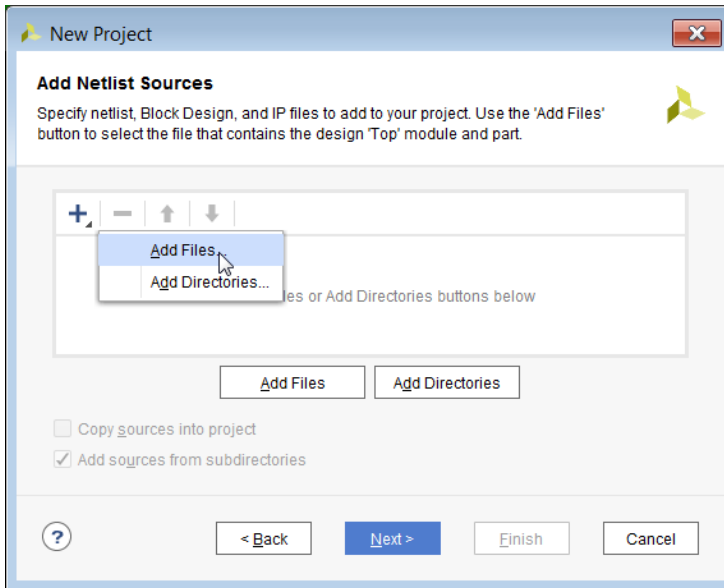 New Project
Add Netlist Sources
Specify netlist, Block Design, and IP files to add to your project. Use the 'Add Files'
button to select the file that contains the design 'Top' module and part.
Add Files...
Add Directories...
or Add Directories buttons below
Add Files
Add Directories
Copy sources into project
Add sources from subdirectories
?
< Back
Next >
Finish
Cancel